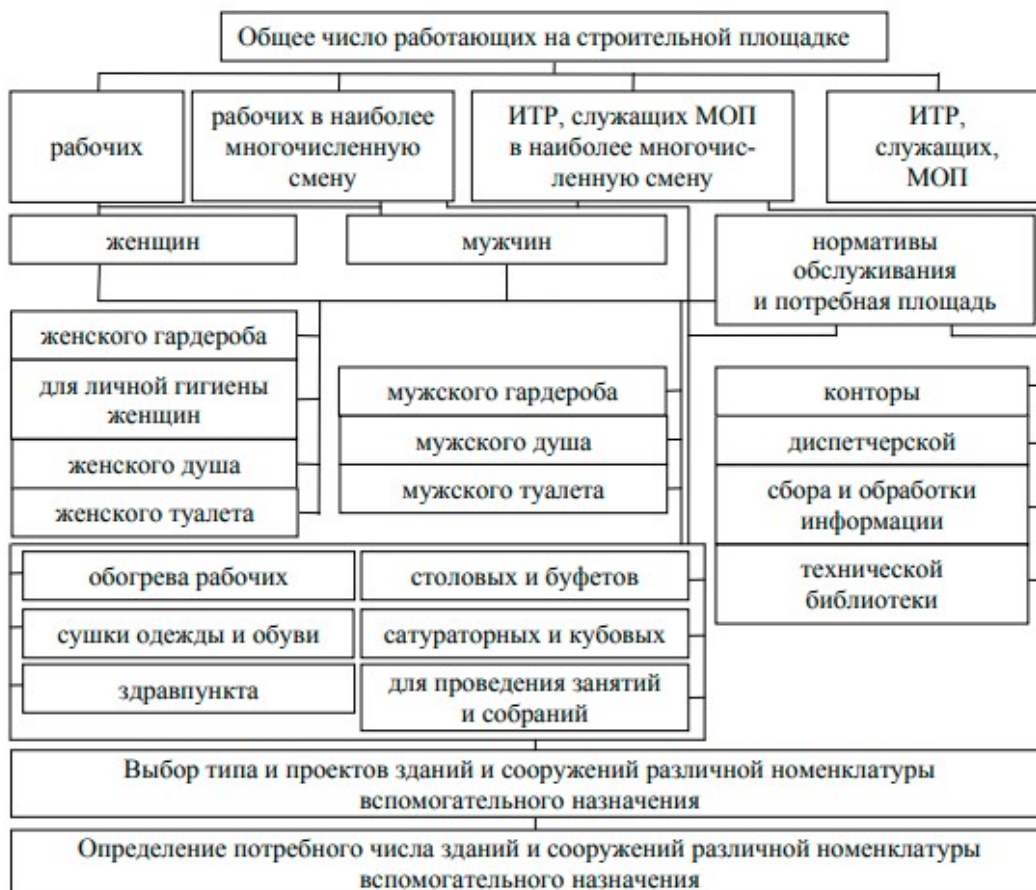 Общее число работающих на строительной площадке
рабочих
рабочих в наиболее
многочисленную
смену
ИТР, служащих МОП
в наиболее многочис-
ленную смену
ИТР,
служащих,
МОП
женщин
мужчин
нормативы
обслуживания
и потребная площадь
женского гардероба
для личной гигиены
женщин
женского душа
женского туалета
мужского гардероба
мужского душа
мужского туалета
конторы
диспетчерской
сбора и обработки
информации
технической
библиотеки
обогрева рабочих
сушки одежды и обуви
здравпункта
столовых и буфетов
сатураторных и кубовых
для проведения занятий
и собраний
Выбор типа и проектов зданий и сооружений различной номенклатуры
вспомогательного назначения
Определение потребного числа зданий и сооружений различной номенклатуры
вспомогательного назначения